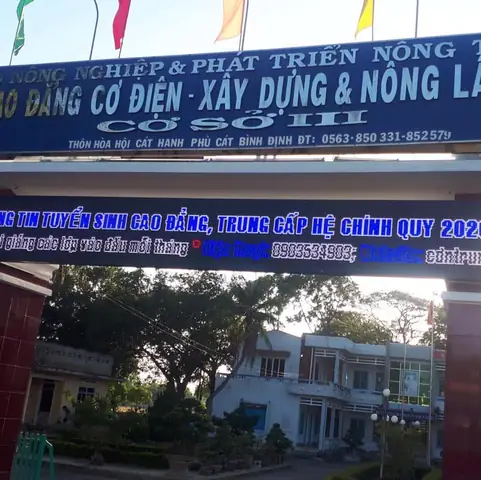 NÔNG NGHIỆP & PHÁT TRIỂN NÔNG T
ĐẲNG CƠ ĐIỆN - XÂY DỰNG & NÔNG LÂ
CƠ SỞ III
THÔN HÒA HỘI CÁT HANH PHÙ CÁT BÌNH ĐỊNH ĐT: 0563-850 331-852579
NG TIN TUYỂN SINH CAO ĐẲNG, TRUNG CẤP HỆ CHÍNH QUY 2020
giảng các lớp vào đầu mỗi tháng * 0903534903;